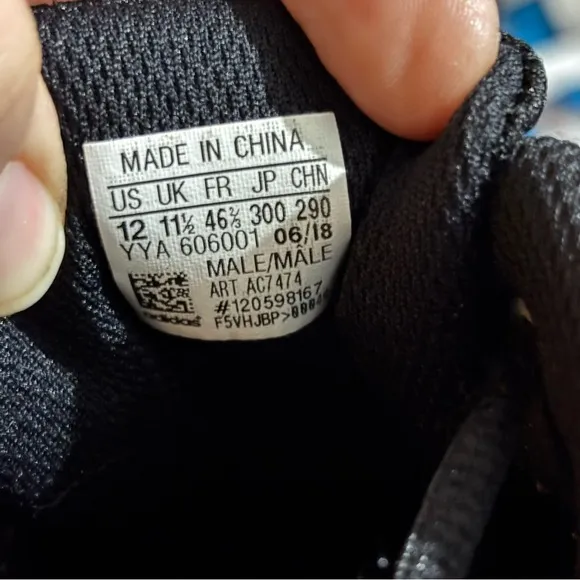 MADE IN CHINA
US UK FR JP CHN
12 11½ 46⅔ 300 290
YYA 606001 06/18
MALE/MÂLE
ART AC7474
#120598167
F5VHJBP>
adidas